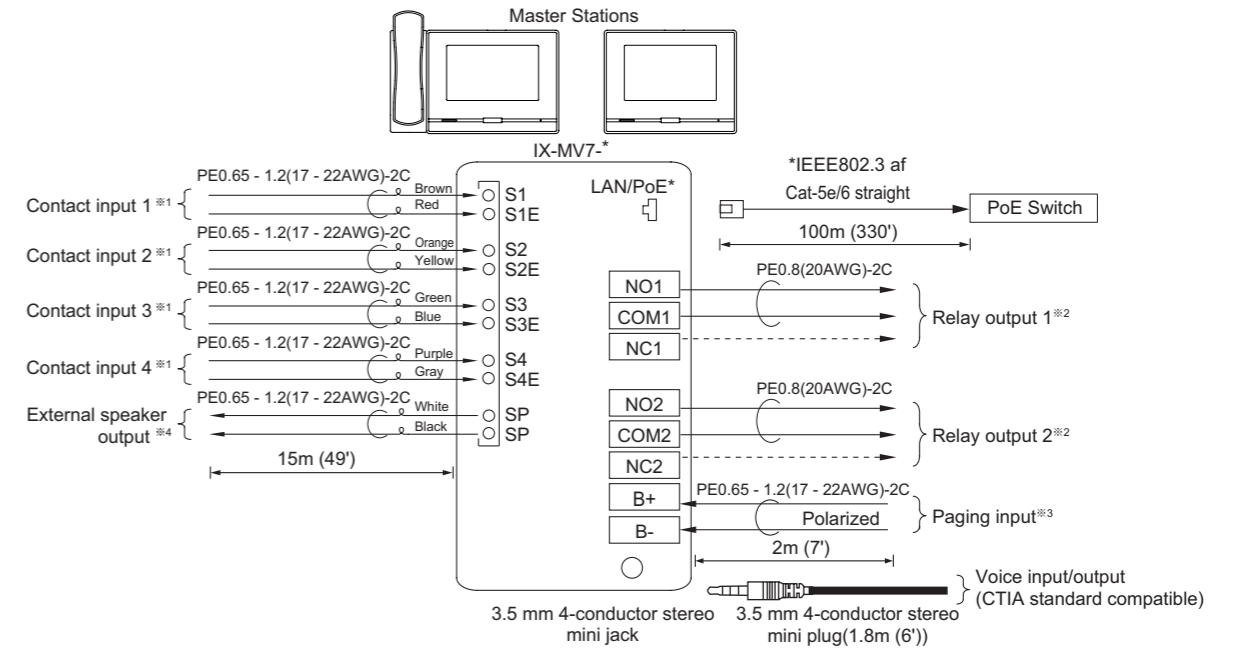 Master Stations
IX-MV7-*
PE0.65 - 1.2(17 - 22AWG)-2C
Contact input 1 ※1
Brown
Red
S1
S1E
PE0.65 - 1.2(17 - 22AWG)-2C
Contact input 2 ※1
Orange
Yellow
S2
S2E
PE0.65 - 1.2(17 - 22AWG)-2C
Contact input 3 ※1
Green
Blue
S3
S3E
PE0.65 - 1.2(17 - 22AWG)-2C
Contact input 4 ※1
Purple
Gray
S4
S4E
PE0.65 - 1.2(17 - 22AWG)-2C
External speaker
output ※4
White
Black
SP
SP
15m (49')
LAN/PoE*
*IEEE802.3 af
Cat-5e/6 straight
PoE Switch
100m (330')
PE0.8(20AWG)-2C
NO1
COM1
NC1
Relay output 1※2
PE0.8(20AWG)-2C
NO2
COM2
NC2
Relay output 2※2
PE0.65 - 1.2(17 - 22AWG)-2C
B+
B-
Polarized
Paging input※3
2m (7')
Voice input/output
(CTIA standard compatible)
3.5 mm 4-conductor stereo
mini jack
3.5 mm 4-conductor stereo
mini plug(1.8m (6'))